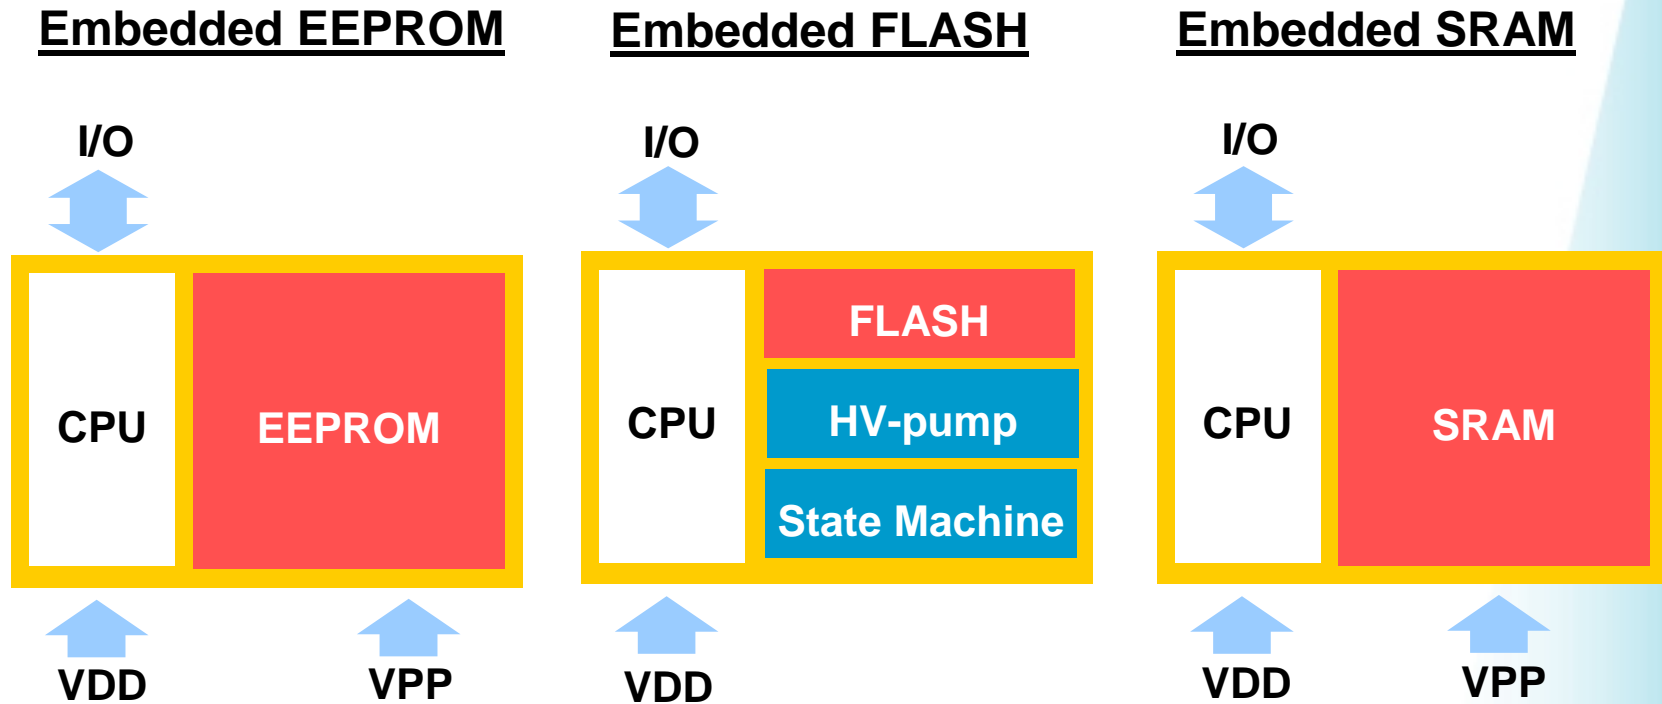 Embedded EEPROM
I/O
CPU
EEPROM
VDD
VPP
Embedded FLASH
I/O
CPU
FLASH
HV-pump
State Machine
VDD
Embedded SRAM
I/O
CPU
SRAM
VDD
VPP